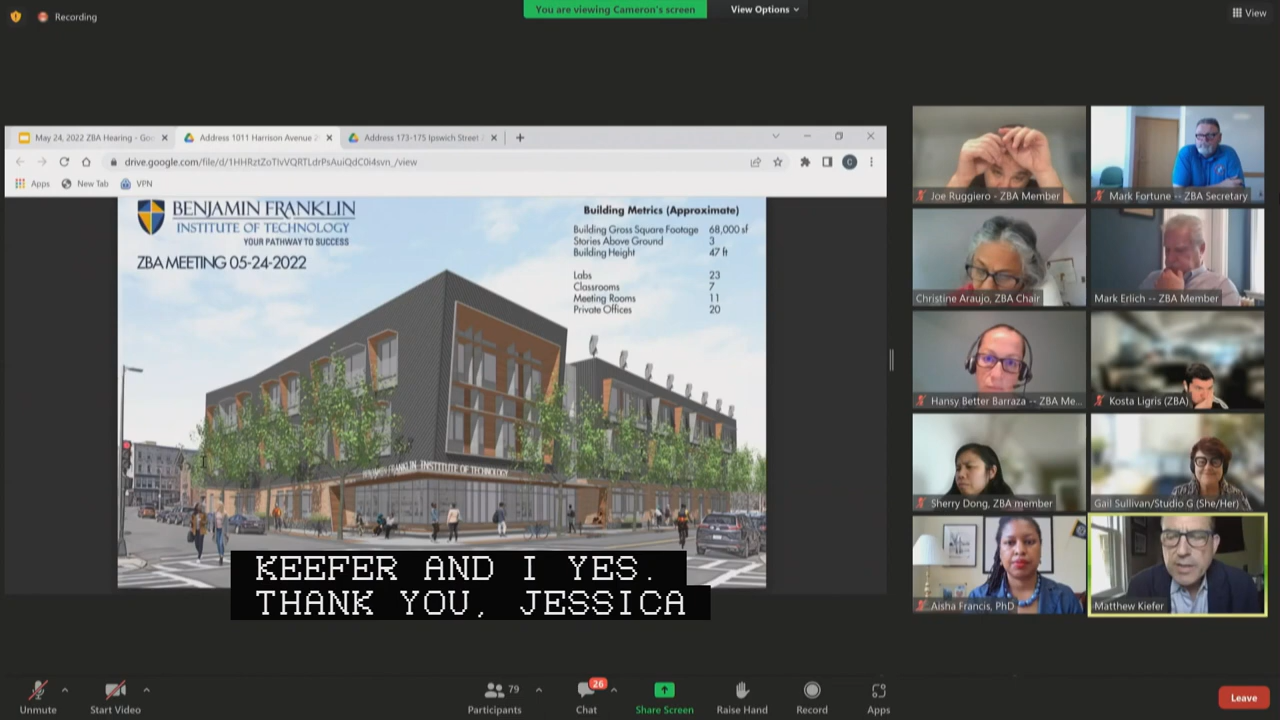 Recording
You are viewing Cameron's screen
View Options
View
May 24, 2022 ZBA Hearing - Goo
Address 1011 Harrison Avenue 2
Address 173-175 Ipswich Street /
drive.google.com/file/d/1HHRztZoTlvVQRTLdrPsAuiQdC0i4svn_/view
C
Apps
New Tab
VPN
BENJAMIN FRANKLIN
INSTITUTE OF TECHNOLOGY
YOUR PATHWAY TO SUCCESS
ZBA MEETING 05-24-2022
Building Metrics (Approximate)
Building Gross Square Footage 68,000 sf
Stories Above Ground 3
Building Height 47 ft
Labs 23
Classrooms 7
Meeting Rooms 11
Private Offices 20
BENJAMIN FRANKLIN INSTITUTE OF TECHNOLOGY
KEEFER AND I YES.
THANK YOU, JESSICA
Joe Ruggiero - ZBA Member
Mark Fortune - ZBA Secretary
Christine Araujo, ZBA Chair
Mark Erlich -- ZBA Member
Hansy Better Barraza -- ZBA Me...
Kosta Ligris (ZBA)
Sherry Dong, ZBA member
Gail Sullivan/Studio G (She/Her)
Aisha Francis, PhD
Matthew Kiefer
Unmute
Start Video
Participants
79
Chat
26
Share Screen
Raise Hand
Record
Apps
Leave